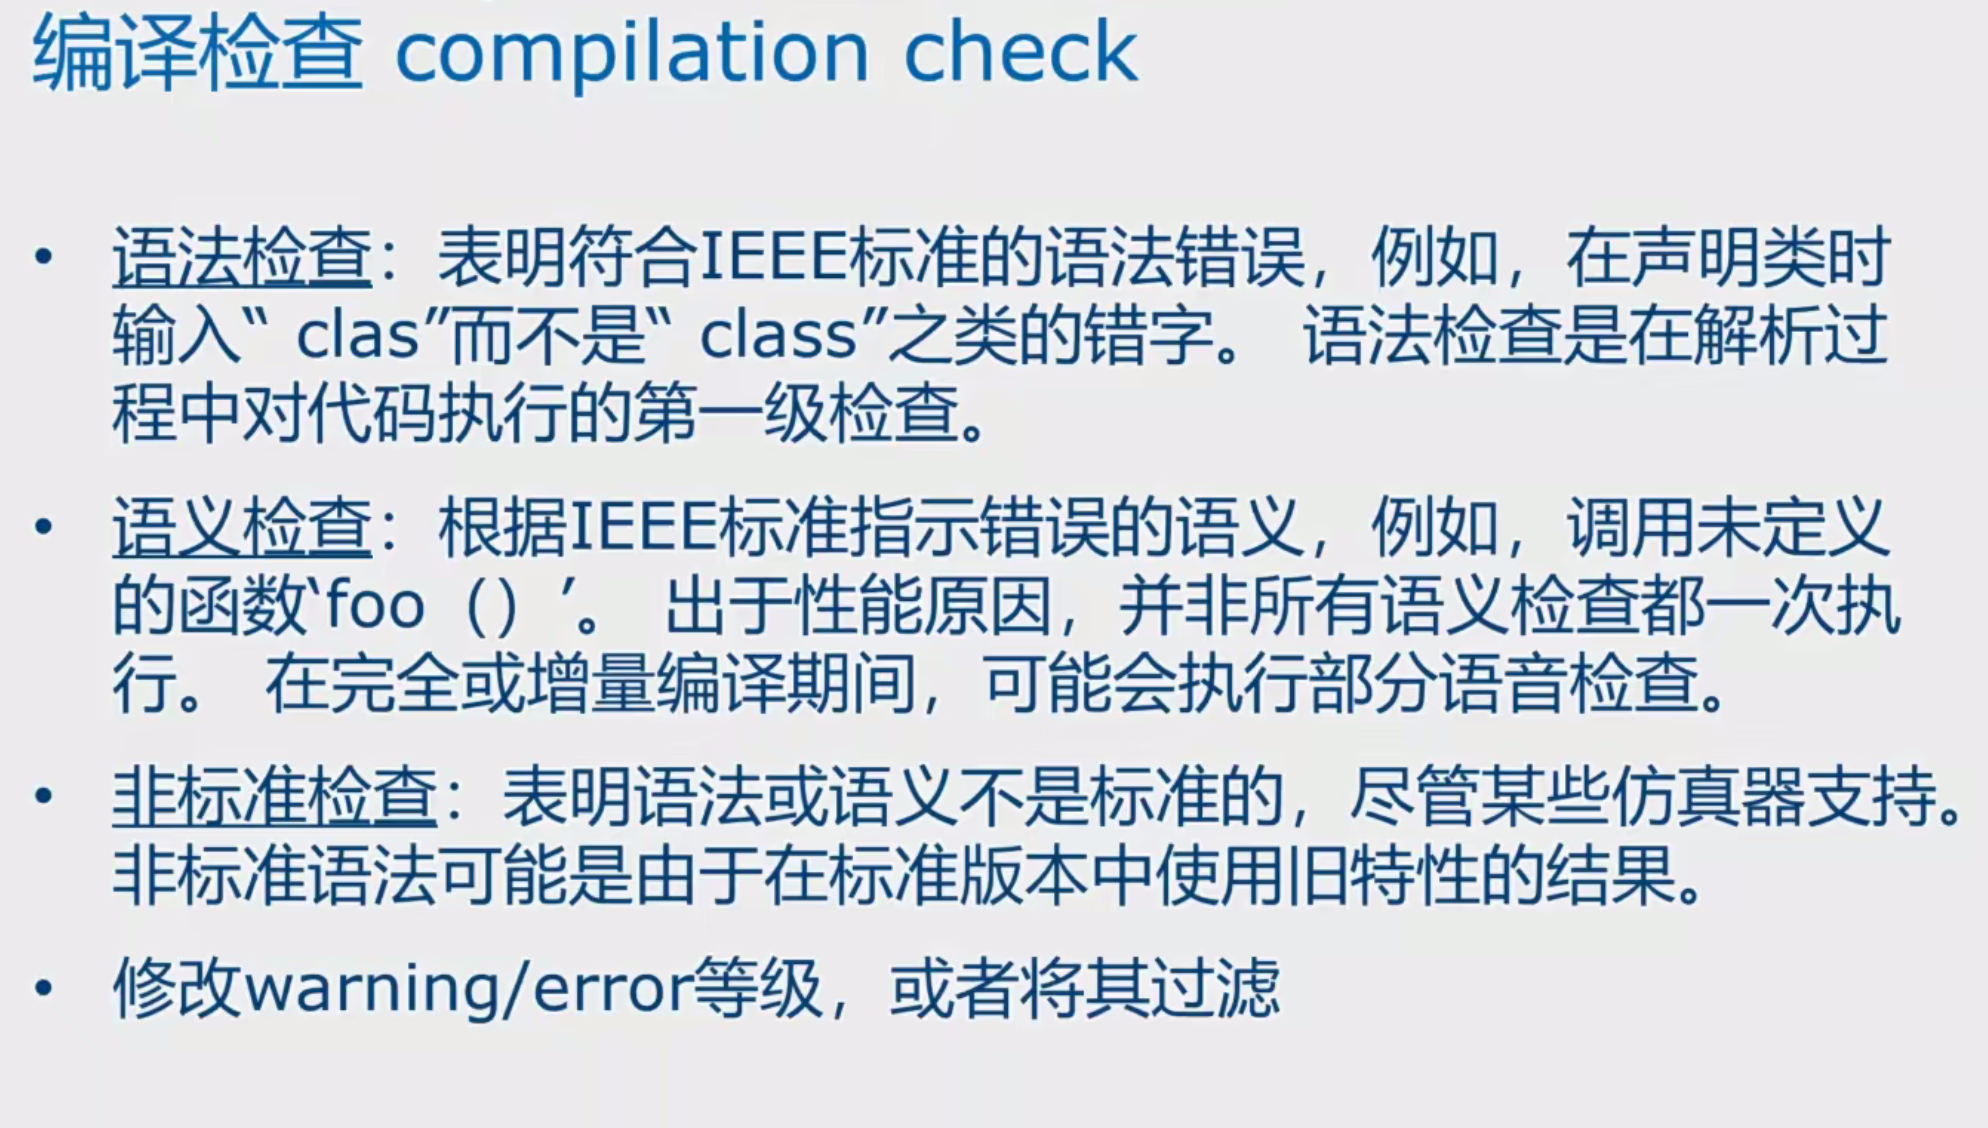 编译检查 compilation check
• 语法检查：表明符合IEEE标准的语法错误，例如，在声明类时
输入“ clas”而不是“ class”之类的错字。 语法检查是在解析过
程中对代码执行的第一级检查。
• 语义检查：根据IEEE标准指示错误的语义，例如，调用未定义
的函数‘foo（）’。 出于性能原因，并非所有语义检查都一次执
行。 在完全或增量编译期间，可能会执行部分语音检查。
• 非标准检查：表明语法或语义不是标准的，尽管某些仿真器支持。
非标准语法可能是由于在标准版本中使用旧特性的结果。
• 修改warning/error等级，或者将其过滤